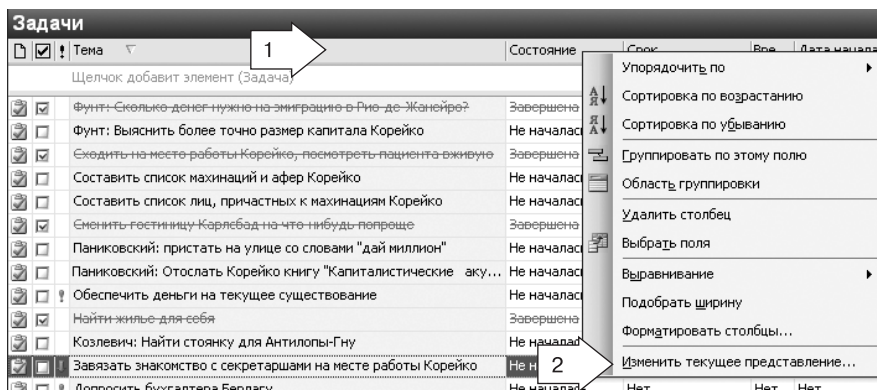 Задачи
Тема 1 Состояние Срок Вре Дата начала
Щелчок добавит элемент (Задача)
Фунт: Сколько денег нужно на эмиграцию в Рио-де-Жанейро? Завершена
Фунт: Выяснить более точно размер капитала Корейко Не началась
Сходить на место работы Корейко, посмотреть пациента вживую Завершена
Составить список махинаций и афер Корейко Не началась
Составить список лиц, причастных к махинациям Корейко Не началась
Сменить гостиницу Карлсбад на что-нибудь попроще Завершена
Паниковский: пристать на улице со словами "дай миллион" Не началась
Паниковский: Отослать Корейко книгу "Капиталистические аку... Не началась
Обеспечить деньги на текущее существование Не началась
Найти жилье для себя Завершена
Козлевич: Найти стоянку для Антилопы-Гну Не началас
Завязать знакомство с секретаршами на месте работы Корейко Не н
Допросить бухгалтера Берлагу Не началас Нет Нет Нет
Упорядочить по
Сортировка по возрастанию
Сортировка по убыванию
Группировать по этому полю
Область группировки
Удалить столбец
Выбрать поля
Выравнивание
Подобрать ширину
Форматировать столбцы...
2 Изменить текущее представление...